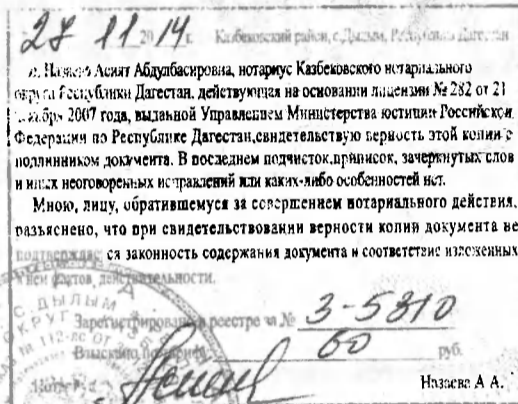 27 11 2014г. Казбековский район, с. Дылым, Республика Дагестан
Я, Назаева Асият Абдулбасировна, нотариус Казбековского нотариального
округа Республики Дагестан, действующая на основании лицензии № 282 от 21
2007 года, выданной Управлением Министерства юстиции Российской
Федерации по Республике Дагестан,свидетельствую верность этой копии с
подлинником документа. В последнем подчисток,приписок, зачеркнутых слов
и иных неоговоренных исправлений или каких-либо особенностей нет.
Мною, лицу, обратившемуся за совершением нотариального действия,
разъяснено, что при свидетельствовании верности копии документа не
подтверждается законность содержания документа и соответствие изложенных
в ней фактов, действительности.
Зарегистрировано в реестре за № 3-5810
Взыскано по тарифу: 60 руб.
Назаева А А.
С. ДЫЛЫМ
ОКРУГ